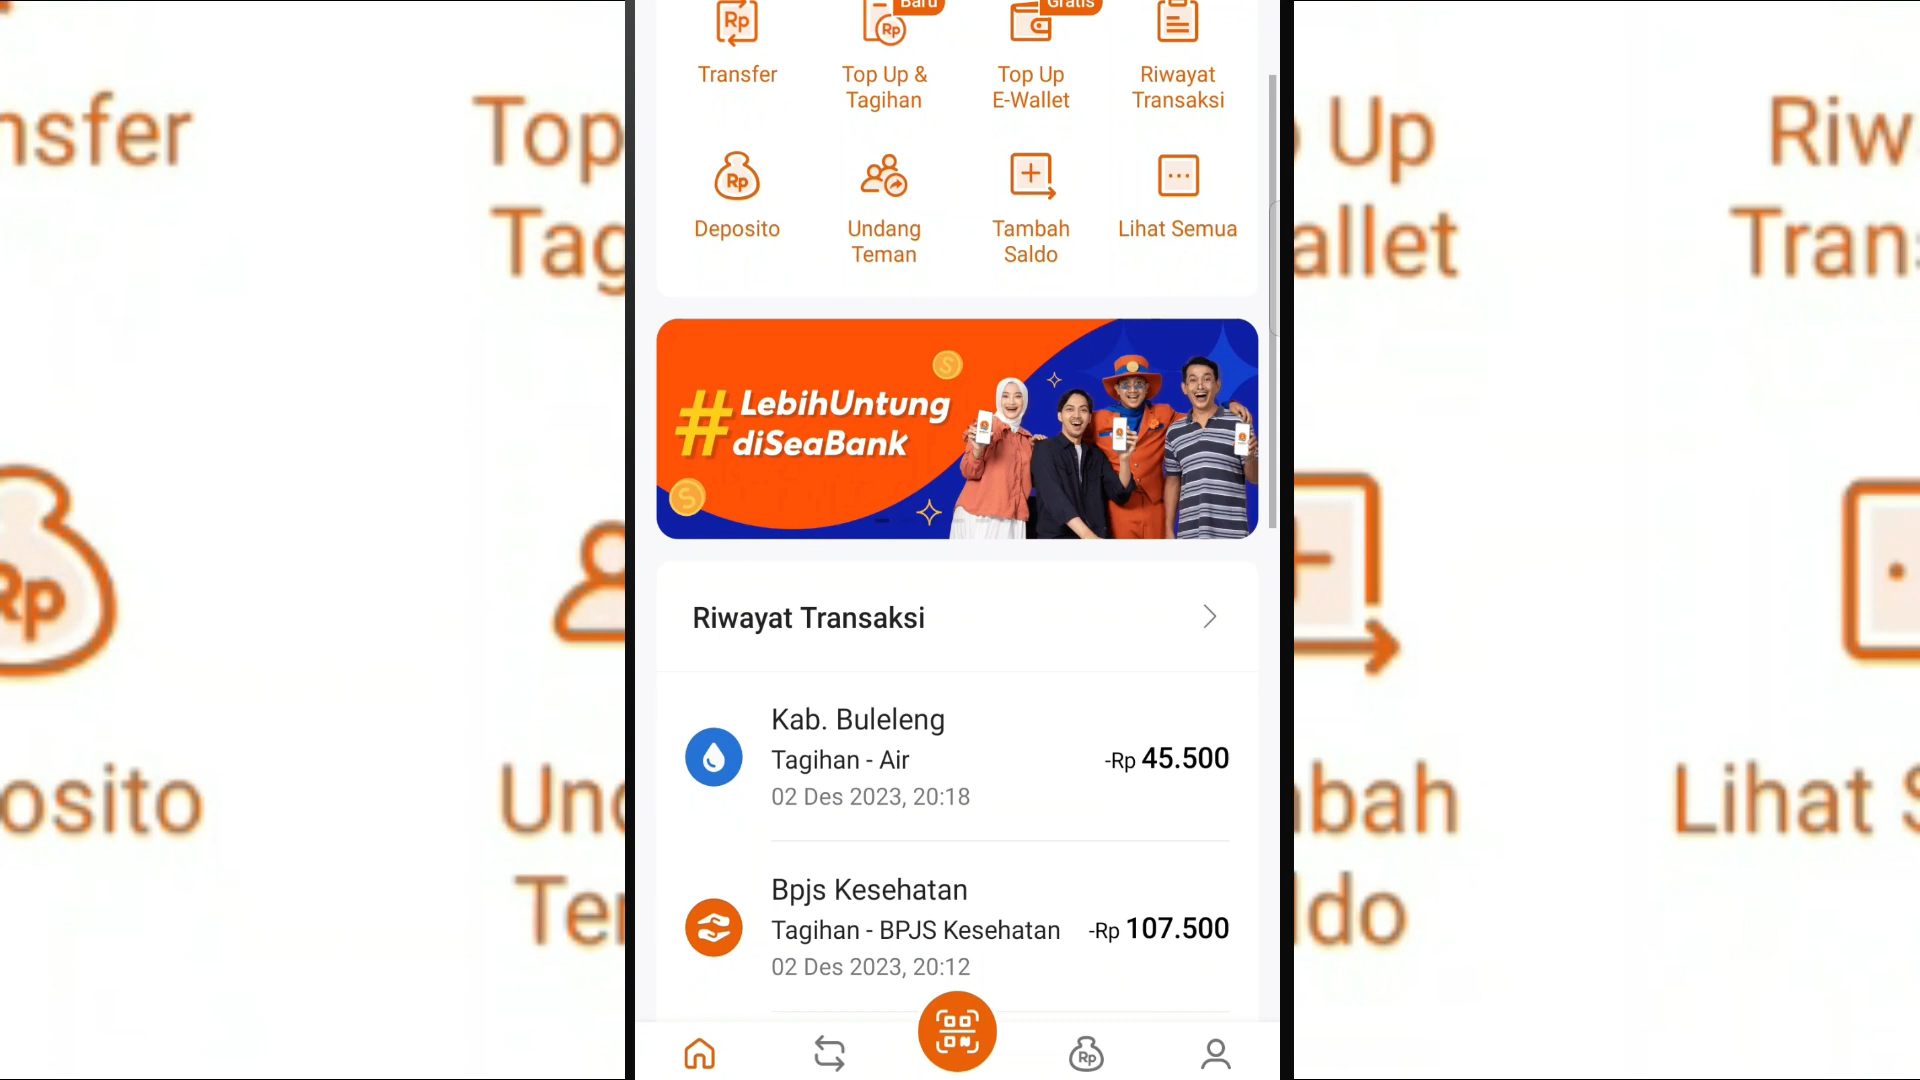 Baru
Gratis
Transfer
Top Up &
Tagihan
Top Up
E-Wallet
Riwayat
Transaksi
Deposito
Undang
Teman
Tambah
Saldo
Lihat Semua
#LebihUntung
diSeaBank
Riwayat Transaksi
Kab. Buleleng
Tagihan - Air
-Rp 45.500
02 Des 2023, 20:18
Bpjs Kesehatan
Tagihan - BPJS Kesehatan
-Rp 107.500
02 Des 2023, 20:12